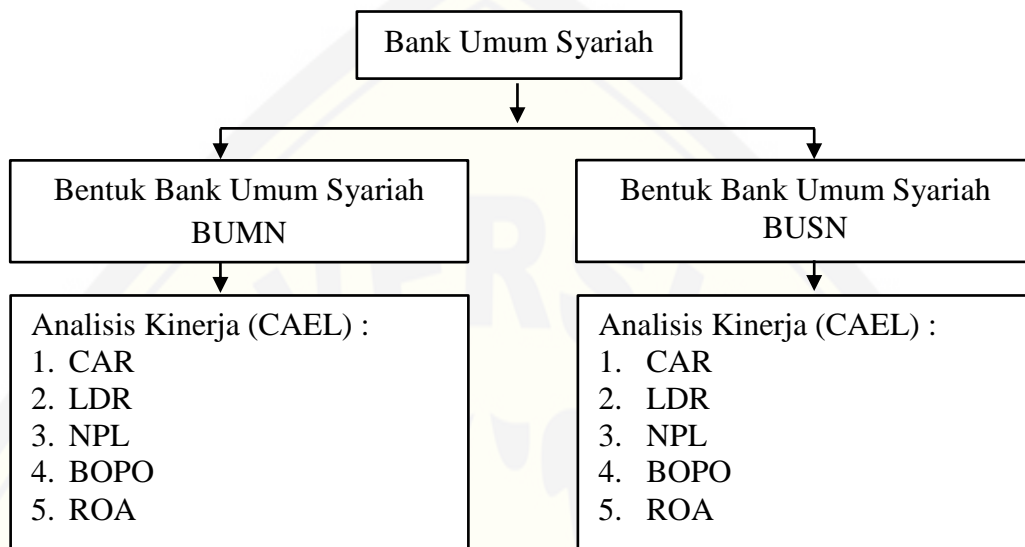 Bank Umum Syariah
Bentuk Bank Umum Syariah
BUMN
Bentuk Bank Umum Syariah
BUSN
Analisis Kinerja (CAEL) :
1. CAR
2. LDR
3. NPL
4. BOPO
5. ROA
Analisis Kinerja (CAEL) :
1. CAR
2. LDR
3. NPL
4. BOPO
5. ROA